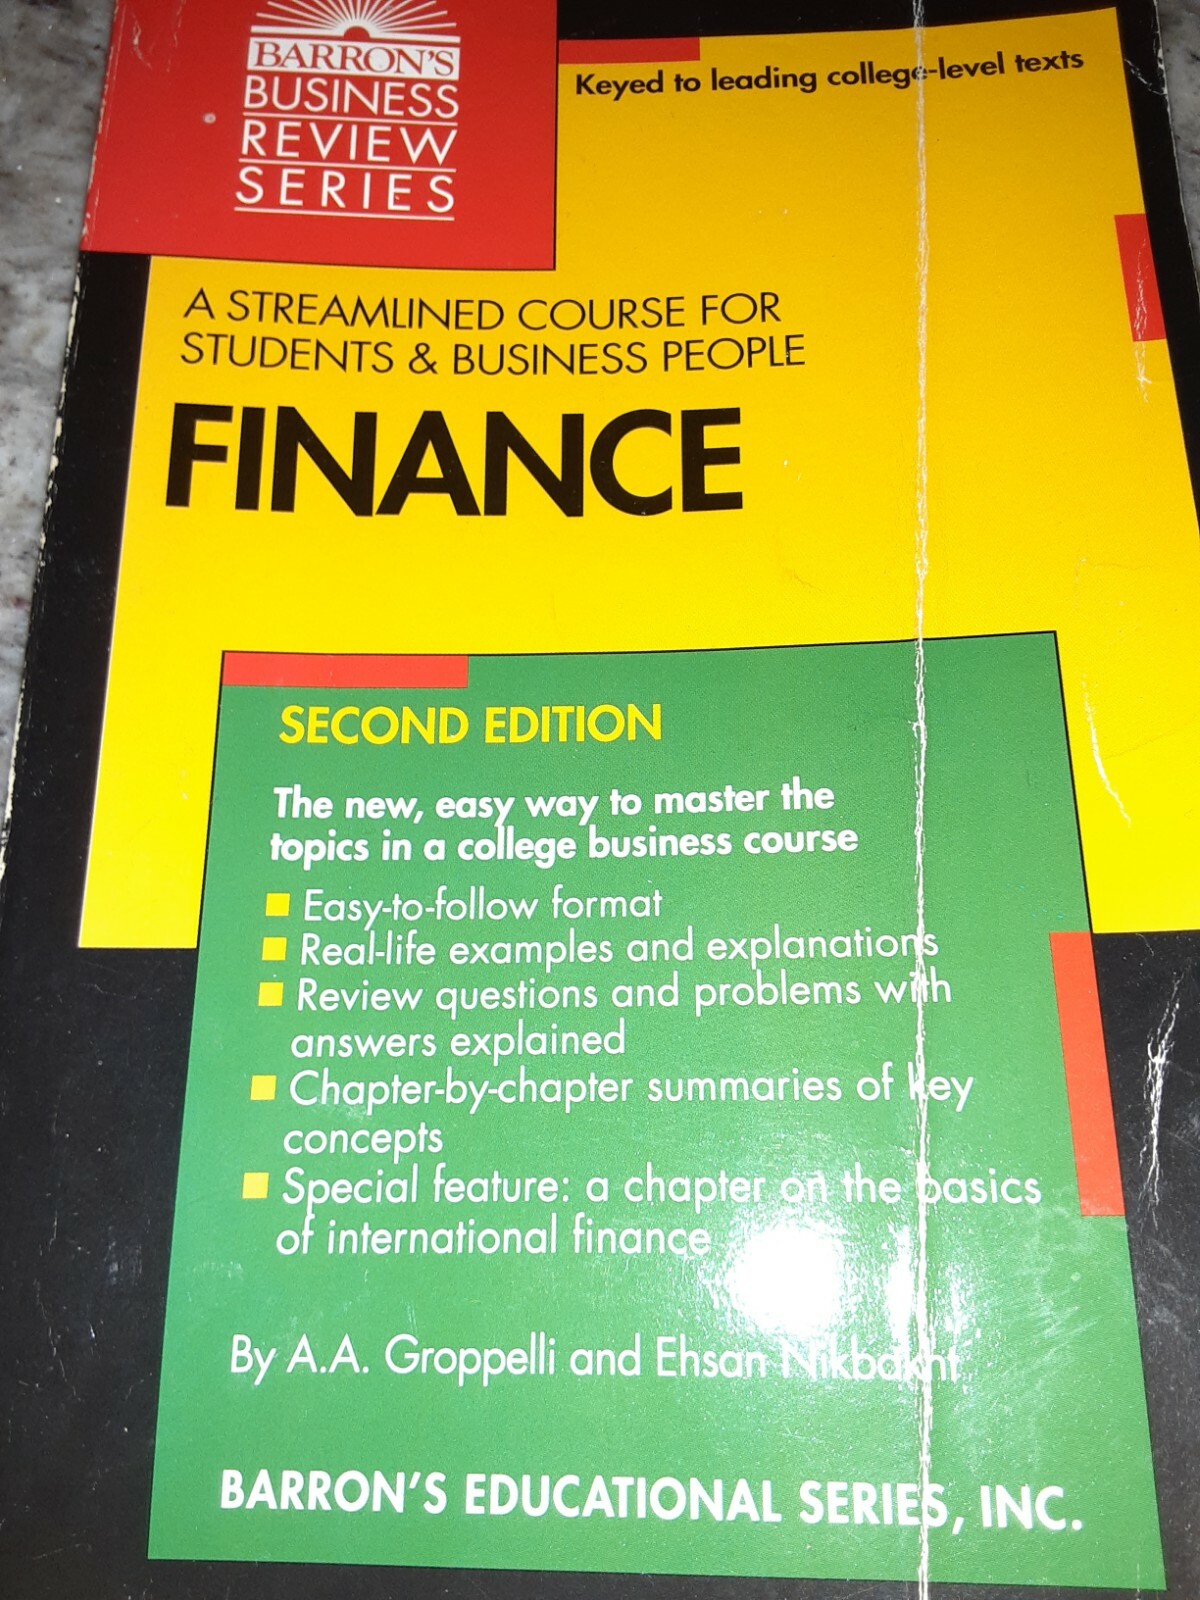 BARRON'S
BUSINESS
REVIEW
SERIES
Keyed to leading college-level texts
A STREAMLINED COURSE FOR
STUDENTS & BUSINESS PEOPLE
FINANCE
SECOND EDITION
The new, easy way to master the
topics in a college business course
Easy-to-follow format
Real-life examples and explanations
Review questions and problems with
answers explained
Chapter-by-chapter summaries of key
concepts
Special feature: a chapter on the basics
of international finance
By A.A. Groppelli and Ehsan Nikbakht
BARRON'S EDUCATIONAL SERIES, INC.